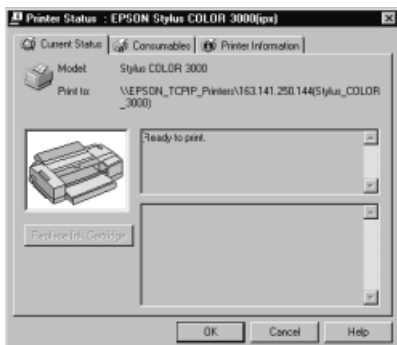 Printer Status : EPSON Stylus COLOR 3000(ipx)
Current Status Consumables Printer Information
Model: Stylus COLOR 3000
Print to: \\EPSON_TCPIP_Printers\163.141.250.144(Stylus_COLOR
_3000)
Ready to print.
Replace Ink Cartridge
OK Cancel Help